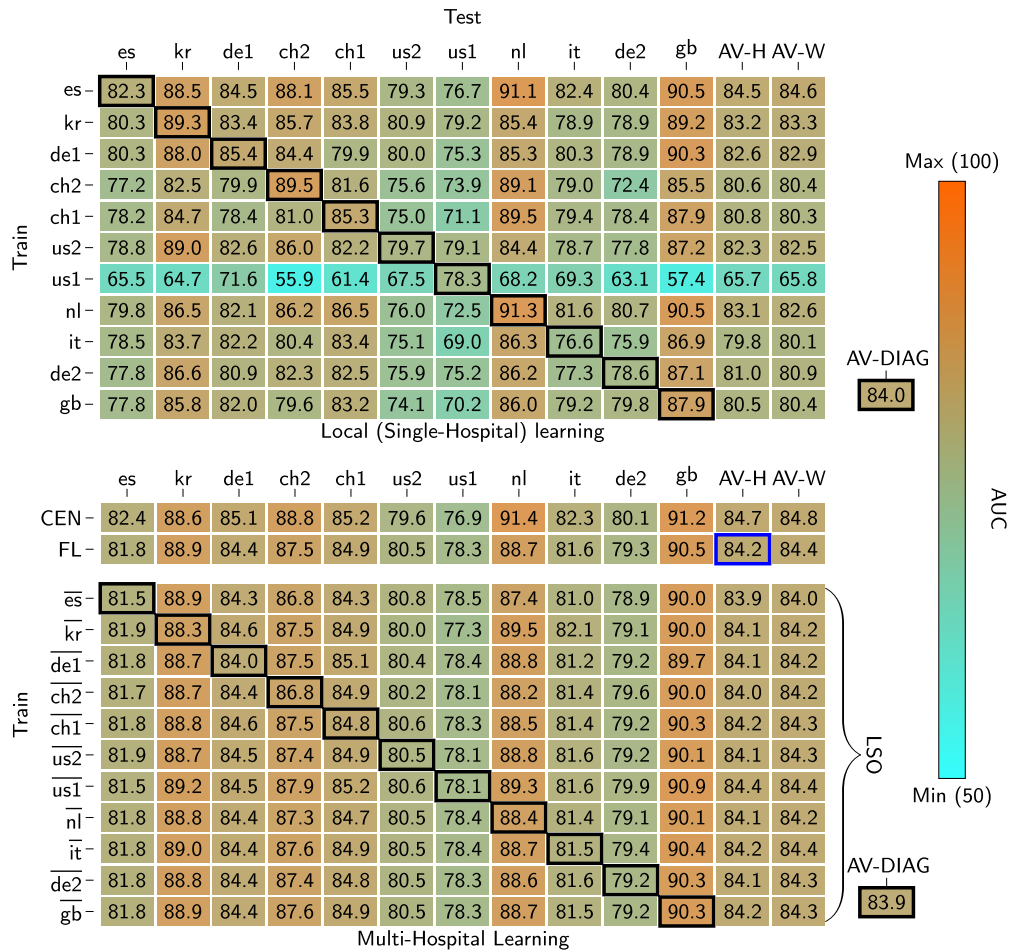 Test
es kr de1 ch2 ch1 us2 us1 nl it de2 gb AV-H AV-W
Train
es 82.3 88.5 84.5 88.1 85.5 79.3 76.7 91.1 82.4 80.4 90.5 84.5 84.6
kr 80.3 89.3 83.4 85.7 83.8 80.9 79.2 85.4 78.9 78.9 89.2 83.2 83.3
de1 80.3 88.0 85.4 84.4 79.9 80.0 75.3 85.3 80.3 78.9 90.3 82.6 82.9
ch2 77.2 82.5 79.9 89.5 81.6 75.6 73.9 89.1 79.0 72.4 85.5 80.6 80.4
ch1 78.2 84.7 78.4 81.0 85.3 75.0 71.1 89.5 79.4 78.4 87.9 80.8 80.3
us2 78.8 89.0 82.6 86.0 82.2 79.7 79.1 84.4 78.7 77.8 87.2 82.3 82.5
us1 65.5 64.7 71.6 55.9 61.4 67.5 78.3 68.2 69.3 63.1 57.4 65.7 65.8
nl 79.8 86.5 82.1 86.2 86.5 76.0 72.5 91.3 81.6 80.7 90.5 83.1 82.6
it 78.5 83.7 82.2 80.4 83.4 75.1 69.0 86.3 76.6 75.9 86.9 79.8 80.1
de2 77.8 86.6 80.9 82.3 82.5 75.9 75.2 86.2 77.3 78.6 87.1 81.0 80.9
gb 77.8 85.8 82.0 79.6 83.2 74.1 70.2 86.0 79.2 79.8 87.9 80.5 80.4
Local (Single-Hospital) learning
AV-DIAG
84.0
es kr de1 ch2 ch1 us2 us1 nl it de2 gb AV-H AV-W
CEN 82.4 88.6 85.1 88.8 85.2 79.6 76.9 91.4 82.3 80.1 91.2 84.7 84.8
FL 81.8 88.9 84.4 87.5 84.9 80.5 78.3 88.7 81.6 79.3 90.5 84.2 84.4
Train
e̅s̅ 81.5 88.9 84.3 86.8 84.3 80.8 78.5 87.4 81.0 78.9 90.0 83.9 84.0
k̅r̅ 81.9 88.3 84.6 87.5 84.9 80.0 77.3 89.5 82.1 79.1 90.0 84.1 84.2
d̅e̅1̅ 81.8 88.7 84.0 87.5 85.1 80.4 78.4 88.8 81.2 79.2 89.7 84.1 84.2
c̅h̅2̅ 81.7 88.7 84.4 86.8 84.9 80.2 78.1 88.2 81.4 79.6 90.0 84.0 84.2
c̅h̅1̅ 81.8 88.8 84.6 87.5 84.8 80.6 78.3 88.5 81.4 79.2 90.3 84.2 84.3
u̅s̅2̅ 81.9 88.7 84.5 87.4 84.9 80.5 78.1 88.8 81.6 79.2 90.1 84.1 84.3
u̅s̅1̅ 81.5 89.2 84.5 87.9 85.2 80.6 78.1 89.3 81.6 79.9 90.9 84.4 84.4
n̅l̅ 81.8 88.8 84.4 87.3 84.7 80.5 78.4 88.4 81.4 79.1 90.1 84.1 84.2
i̅t̅ 81.8 89.0 84.4 87.6 84.9 80.5 78.4 88.7 81.5 79.4 90.4 84.2 84.4
d̅e̅2̅ 81.8 88.8 84.4 87.4 84.8 80.5 78.3 88.6 81.6 79.2 90.3 84.1 84.3
g̅b̅ 81.8 88.9 84.4 87.6 84.9 80.5 78.3 88.7 81.5 79.2 90.3 84.2 84.3
Multi-Hospital Learning
LSO
AV-DIAG
83.9
Max (100)
AUC
Min (50)